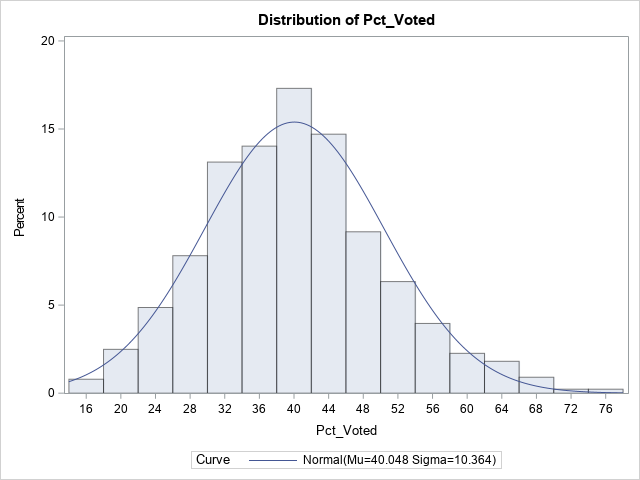 Distribution of Pct_Voted
20
15
10
5
0
Percent
16 20 24 28 32 36 40 44 48 52 56 60 64 68 72 76
Pct_Voted
Curve Normal(Mu=40.048 Sigma=10.364)